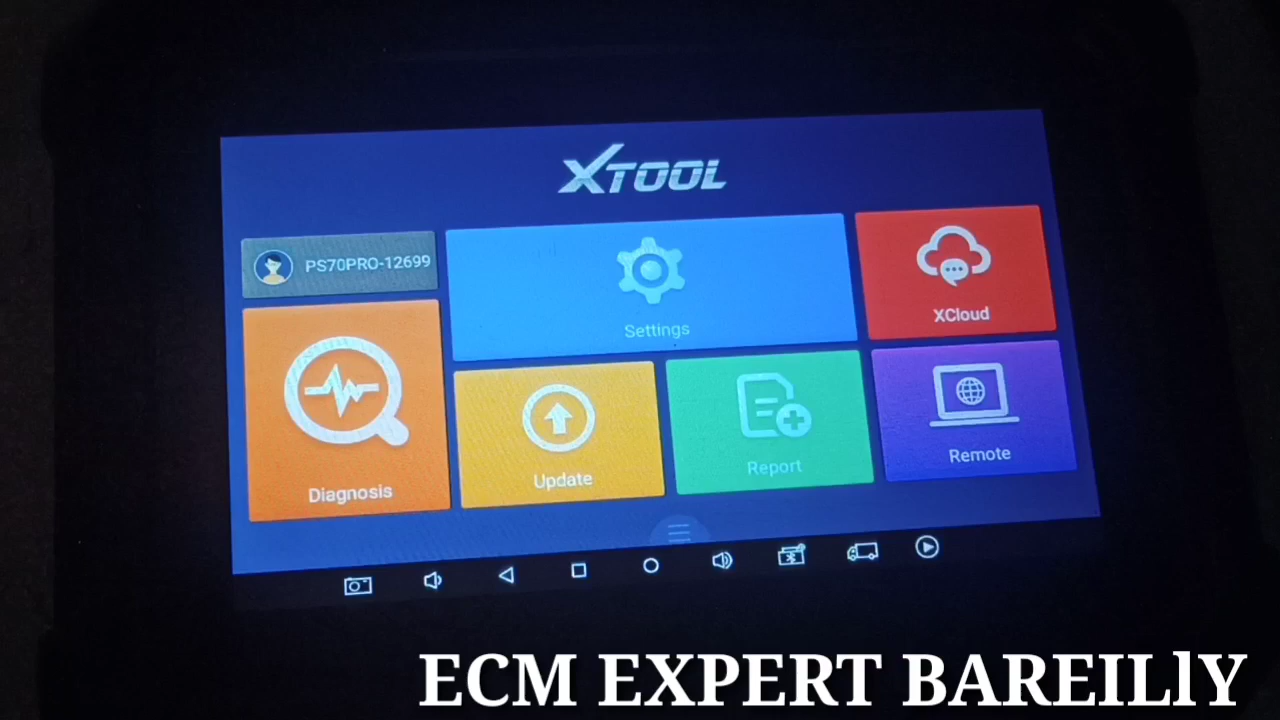 XTOOL
PS70PRO-12699
Settings
XCloud
Diagnosis
Update
Report
Remote
ECM EXPERT BAREILlY